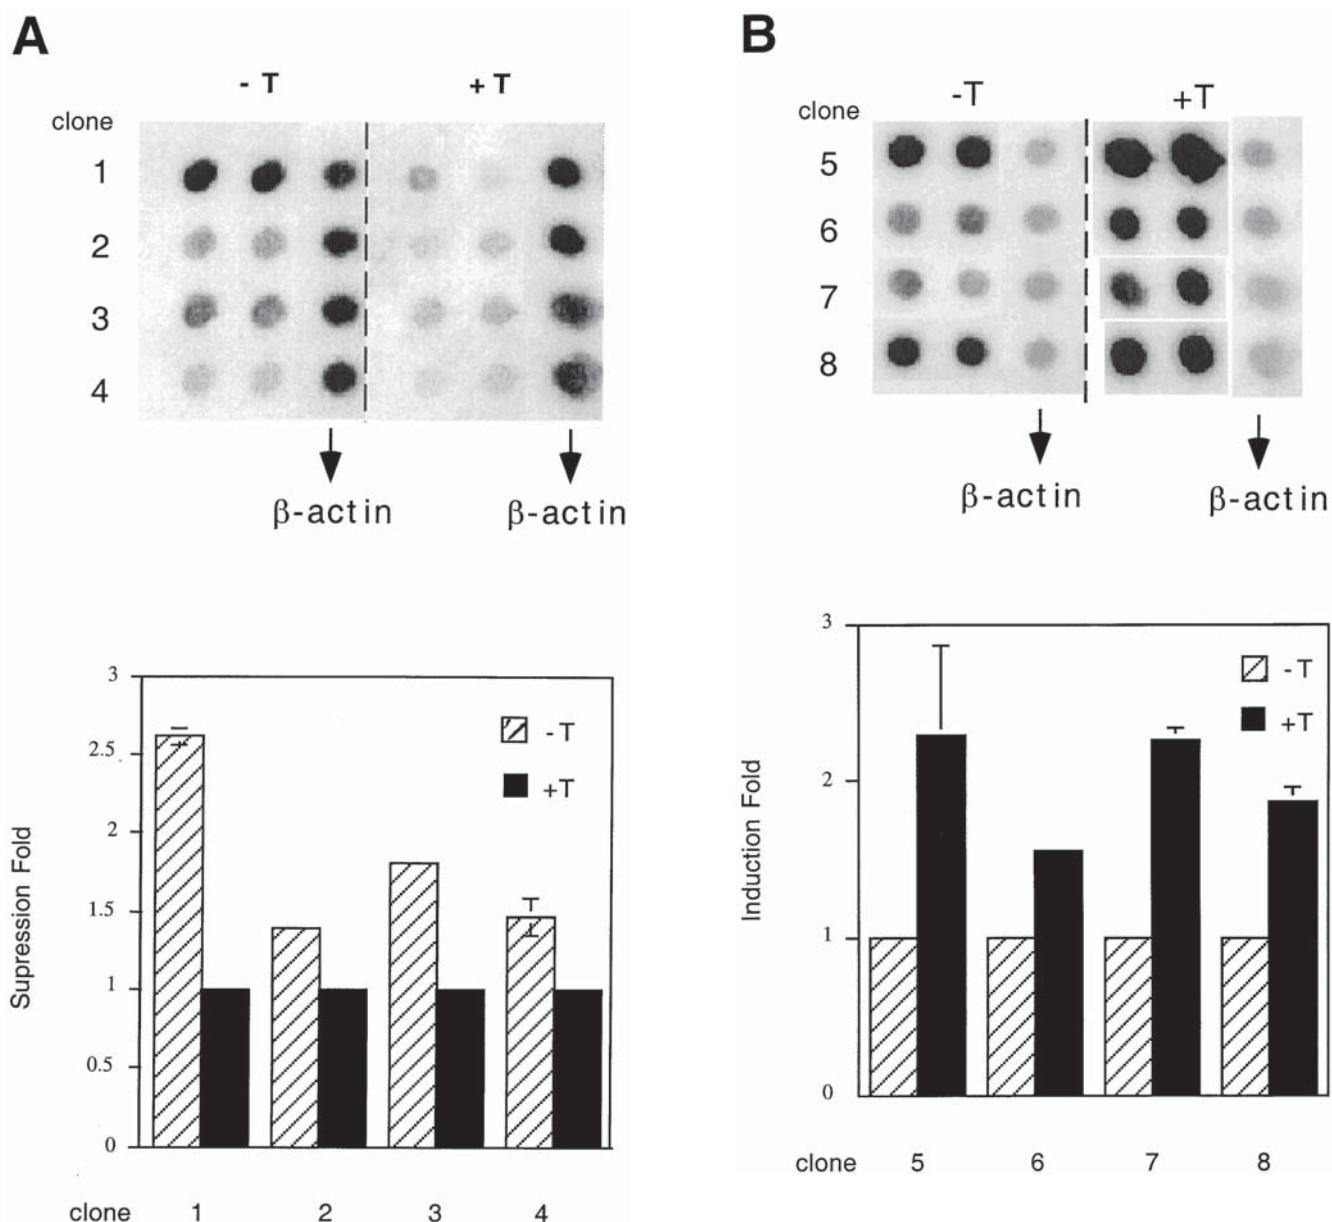 A
- T
+ T
clone
1
2
3
4
β-actin
β-actin
3
2.5
2
1.5
1
0.5
0
Supression Fold
-T
+T
clone 1 2 3 4
B
-T
+T
clone
5
6
7
8
β-actin
β-actin
3
2
1
0
Induction Fold
-T
+T
clone 5 6 7 8